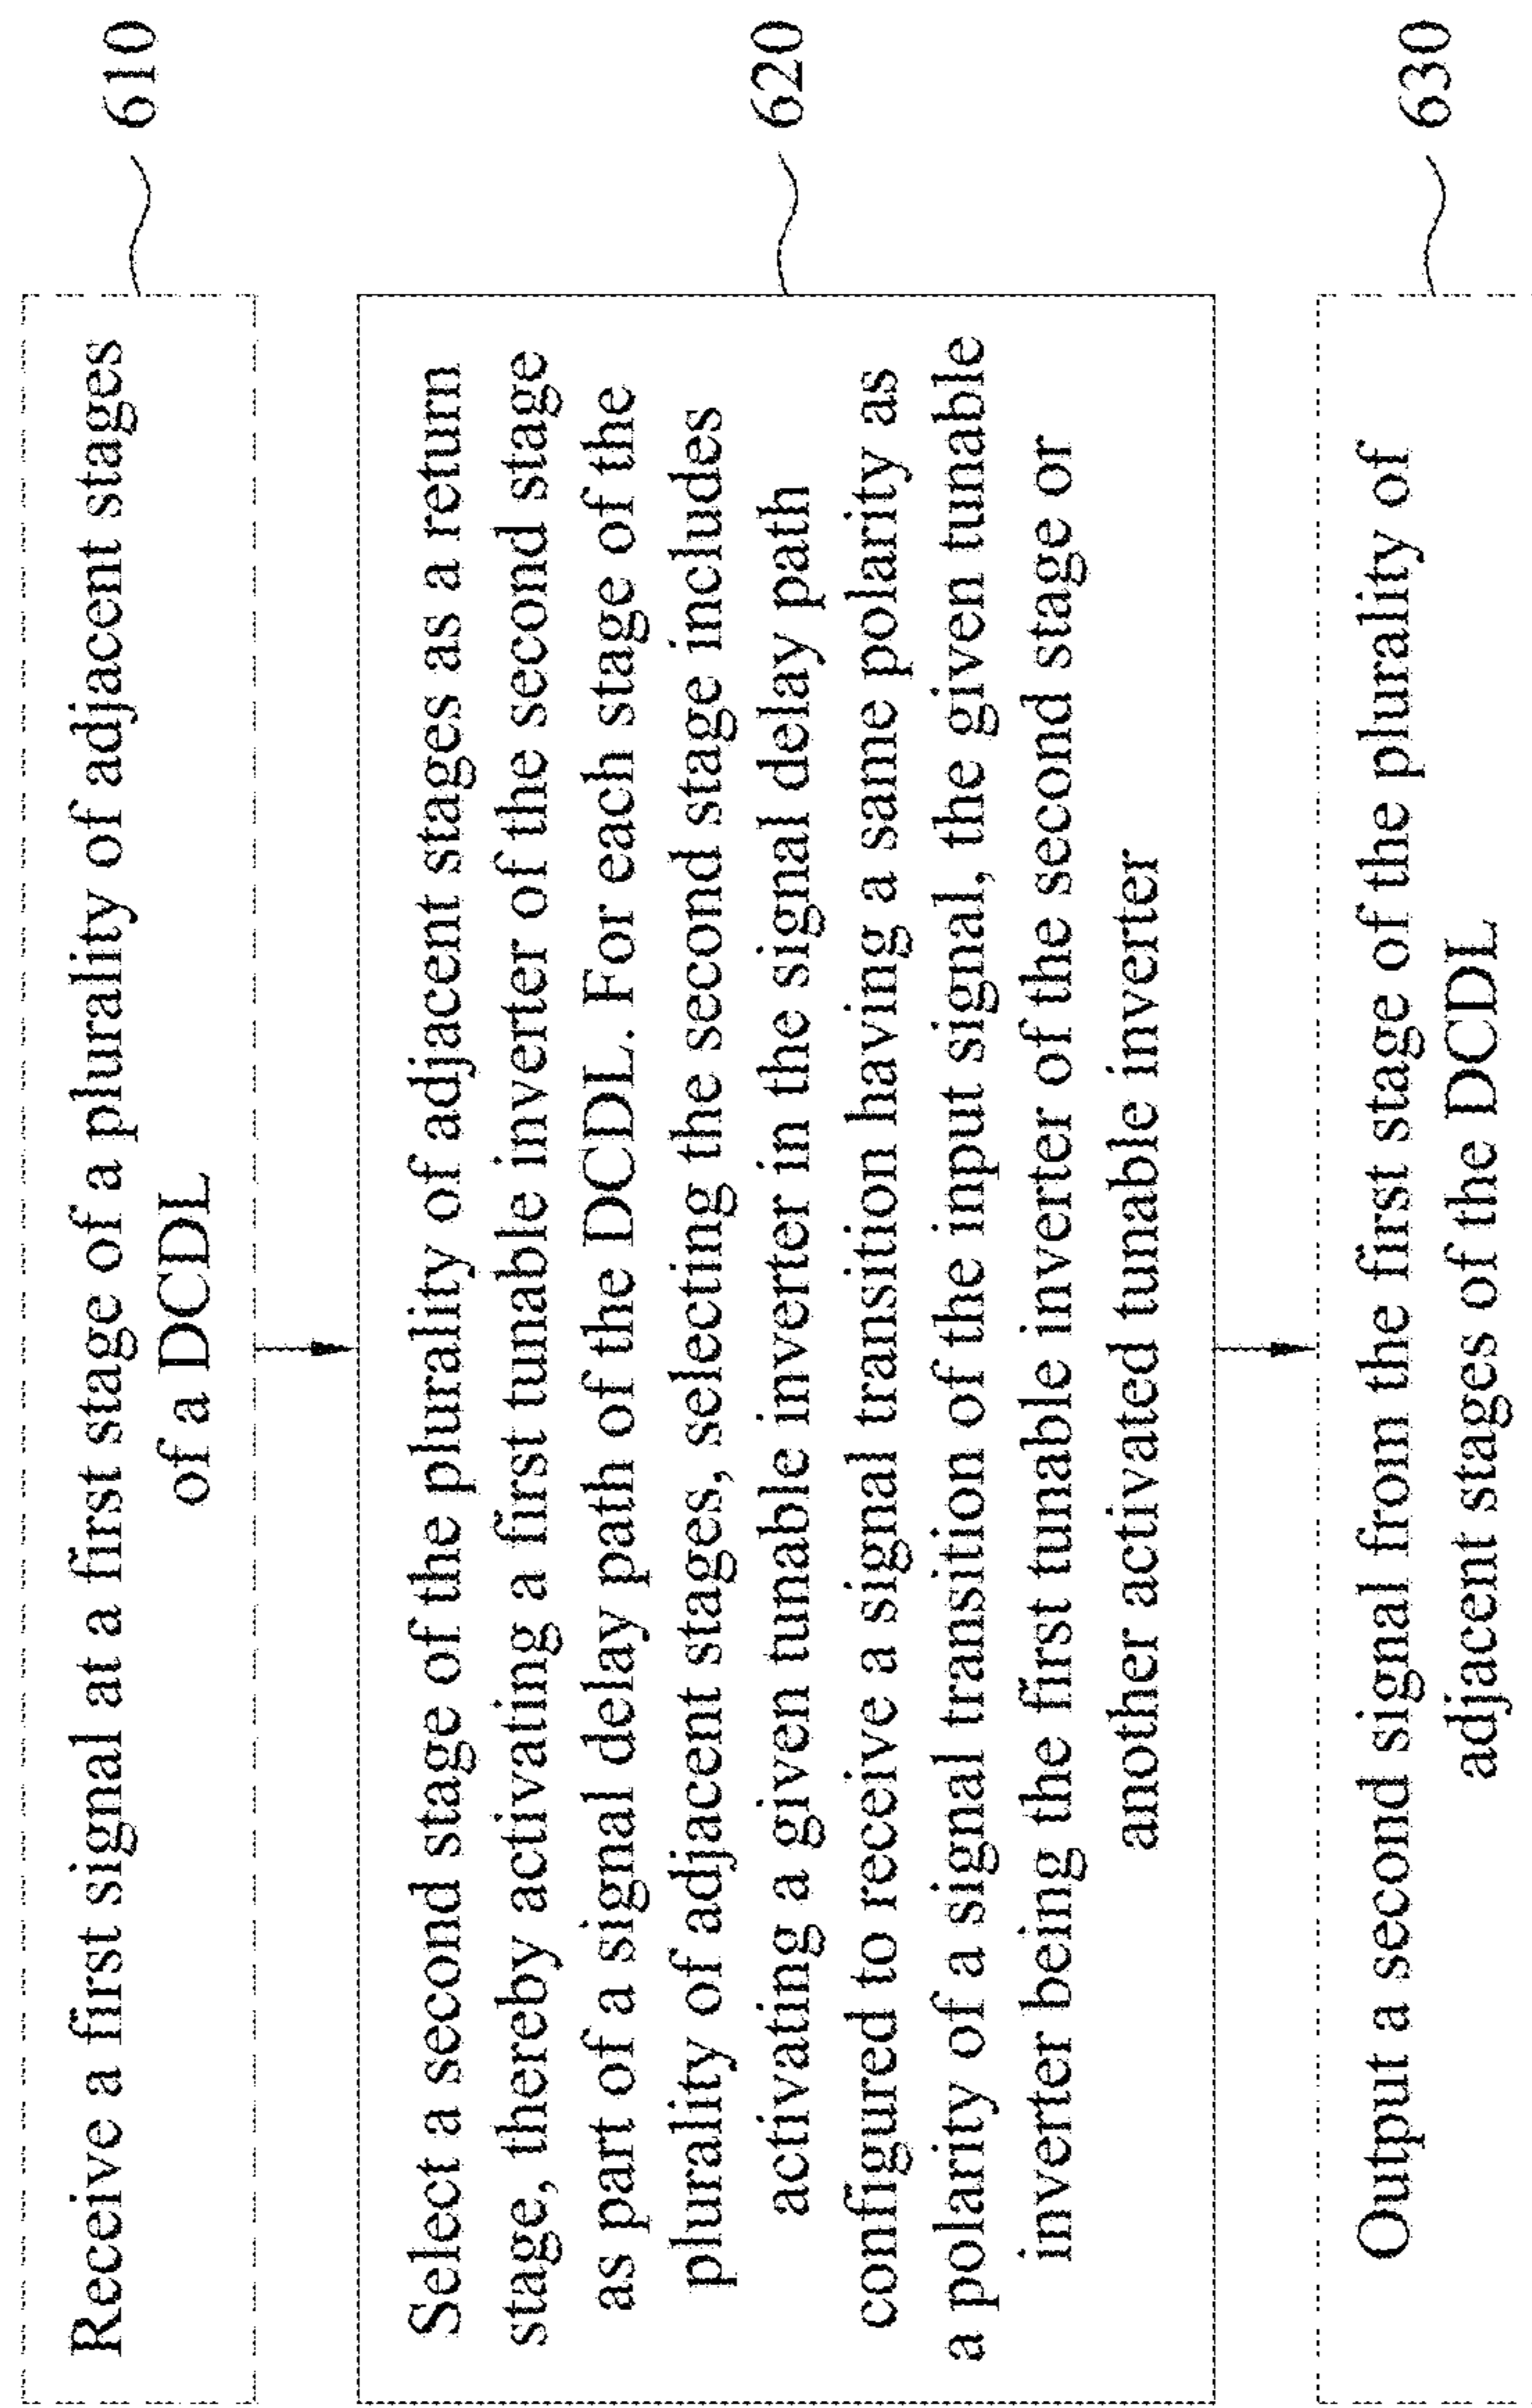 Receive a first signal at a first stage of a plurality of adjacent stages
of a DCDL
610
Select a second stage of the plurality of adjacent stages as a return
stage, thereby activating a first tunable inverter of the second stage
as part of a signal delay path of the DCDL. For each stage of the
plurality of adjacent stages, selecting the second stage includes
activating a given tunable inverter in the signal delay path
configured to receive a signal transition having a same polarity as
a polarity of a signal transition of the input signal, the given tunable
inverter being the first tunable inverter of the second stage or
another activated tunable inverter
620
Output a second signal from the first stage of the plurality of
adjacent stages of the DCDL
630